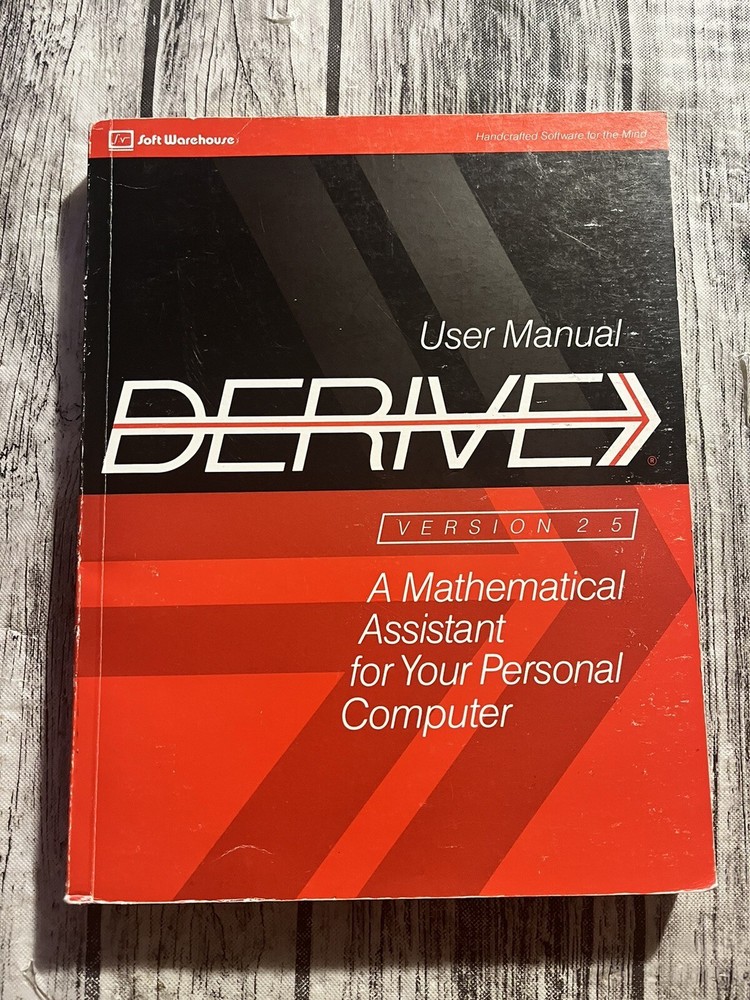 Soft Warehouse
Handcrafted Software for the Mind
User Manual
DERIVE
®
VERSION 2.5
A Mathematical
Assistant
for Your Personal
Computer